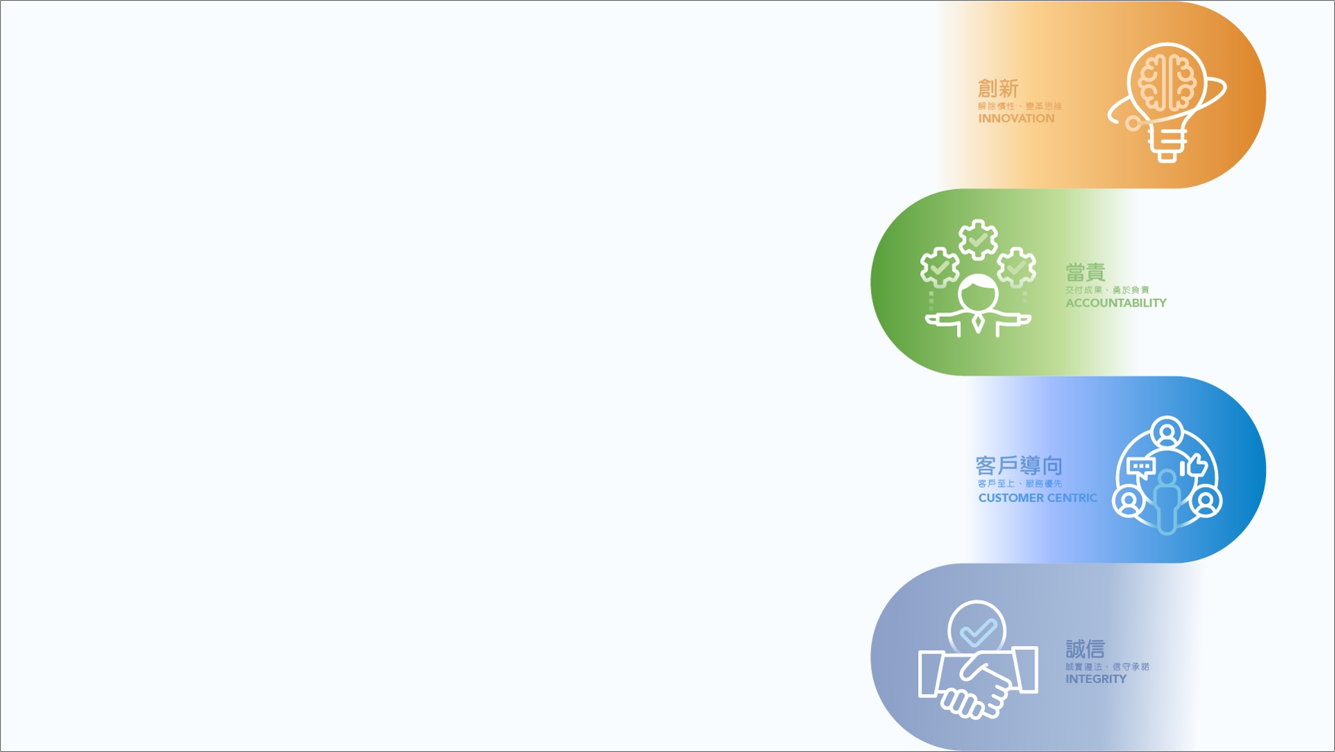 創新
解除慣性、變革思維
INNOVATION
當責
交付成果、勇於負責
ACCOUNTABILITY
客戶導向
客戶至上、服務優先
CUSTOMER CENTRIC
誠信
誠實遵法、信守承諾
INTEGRITY